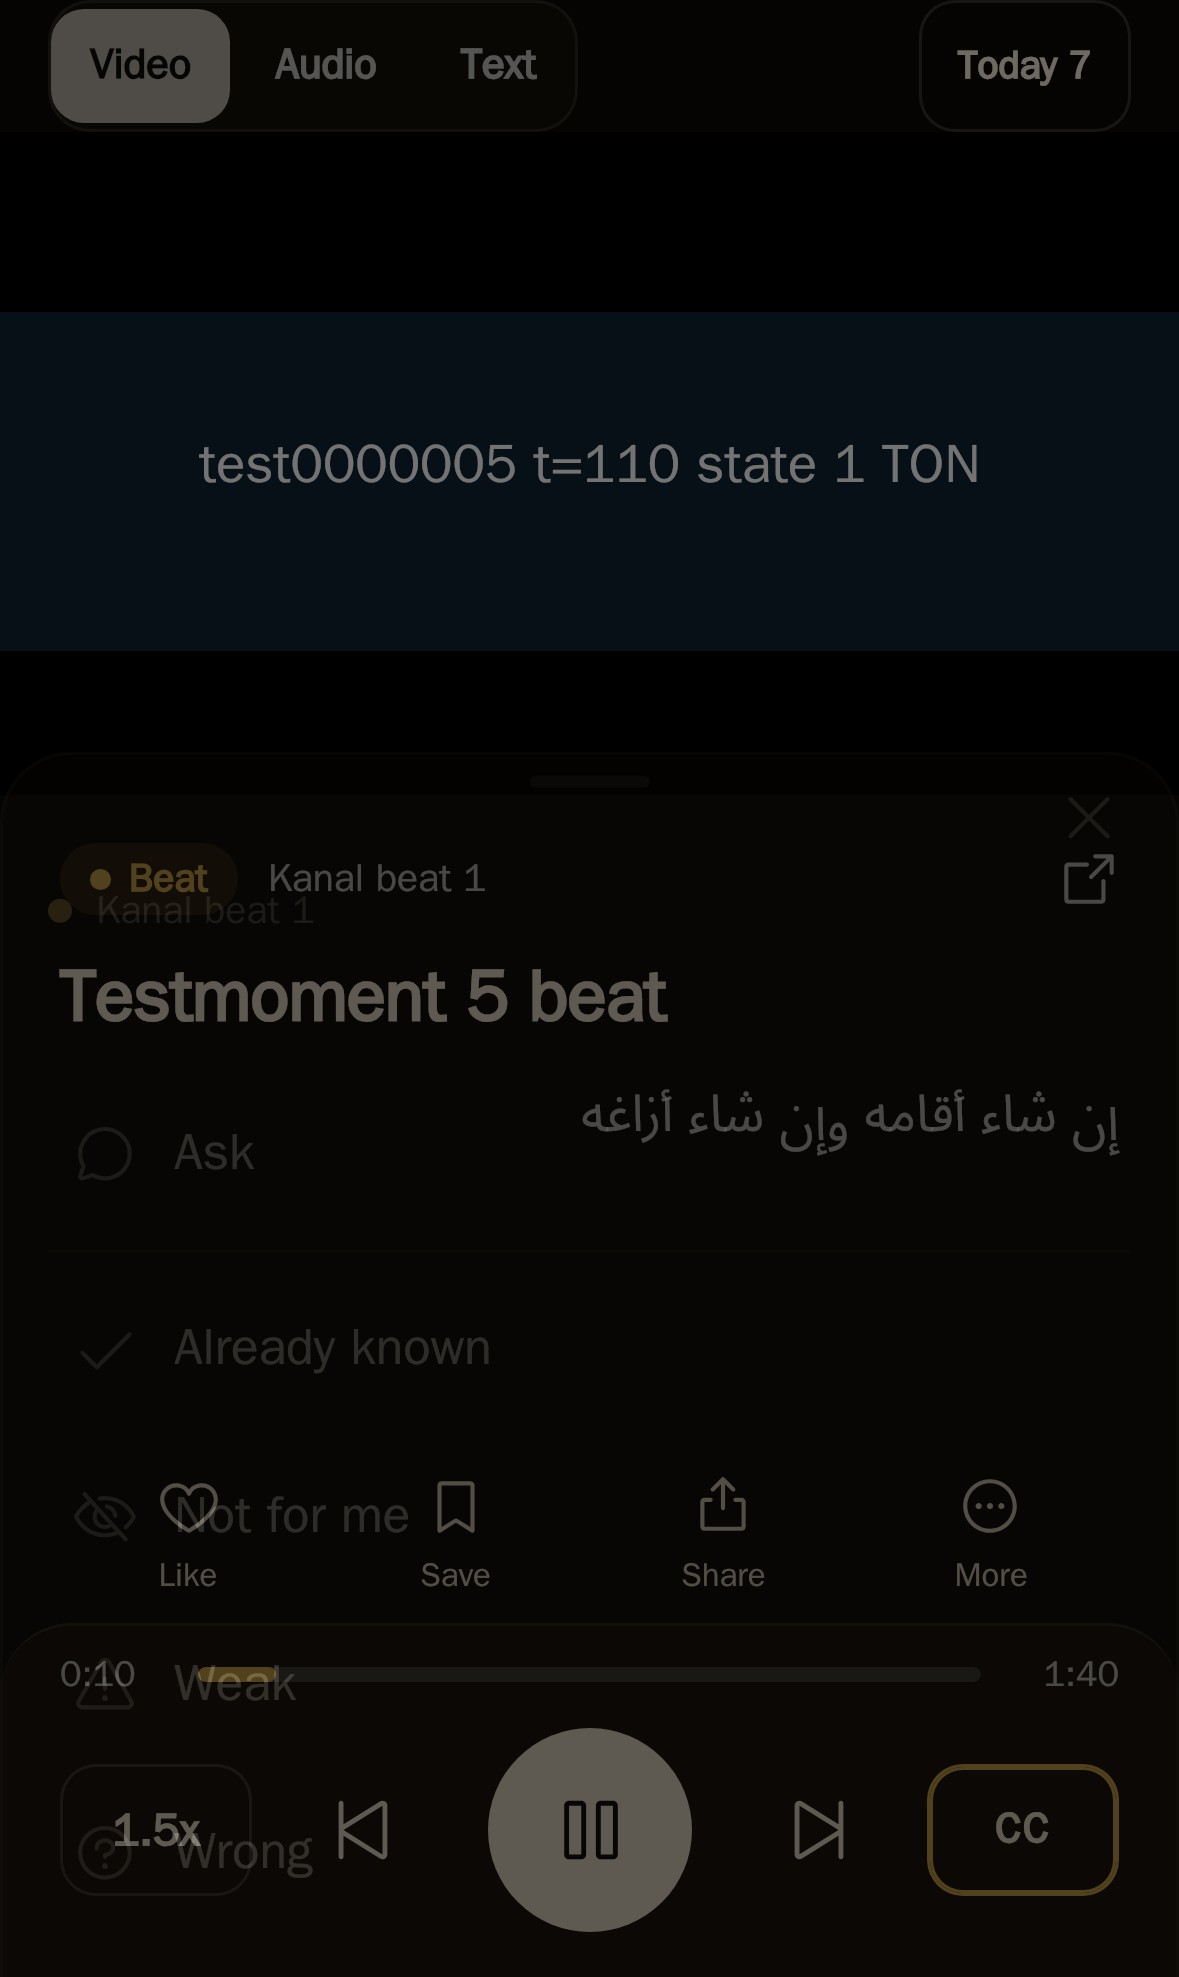 Video Audio Text Today 7
test0000005 t=110 state 1 TON
Beat Kanal beat 1
Kanal beat 1
Testmoment 5 beat
إن شاء أقامه وإن شاء أزاغه
Ask
Already known
Not for me
Like Save Share More
0:10 1:40
Weak
1.5x CC
Wrong